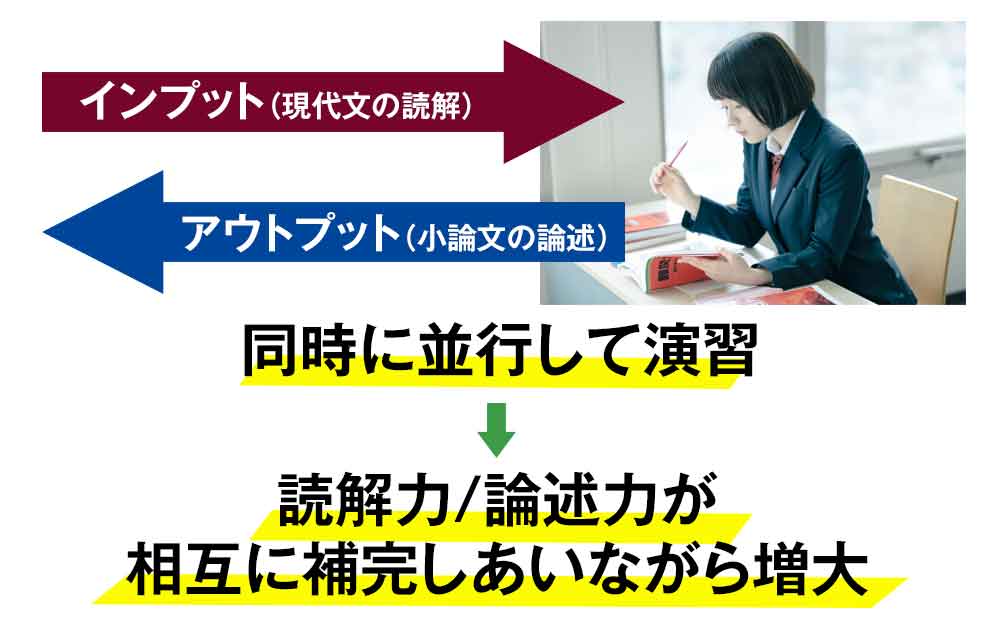 インプット(現代文の読解)
アウトプット(小論文の論述)
同時に並行して演習
読解力/論述力が
相互に補完しあいながら増大